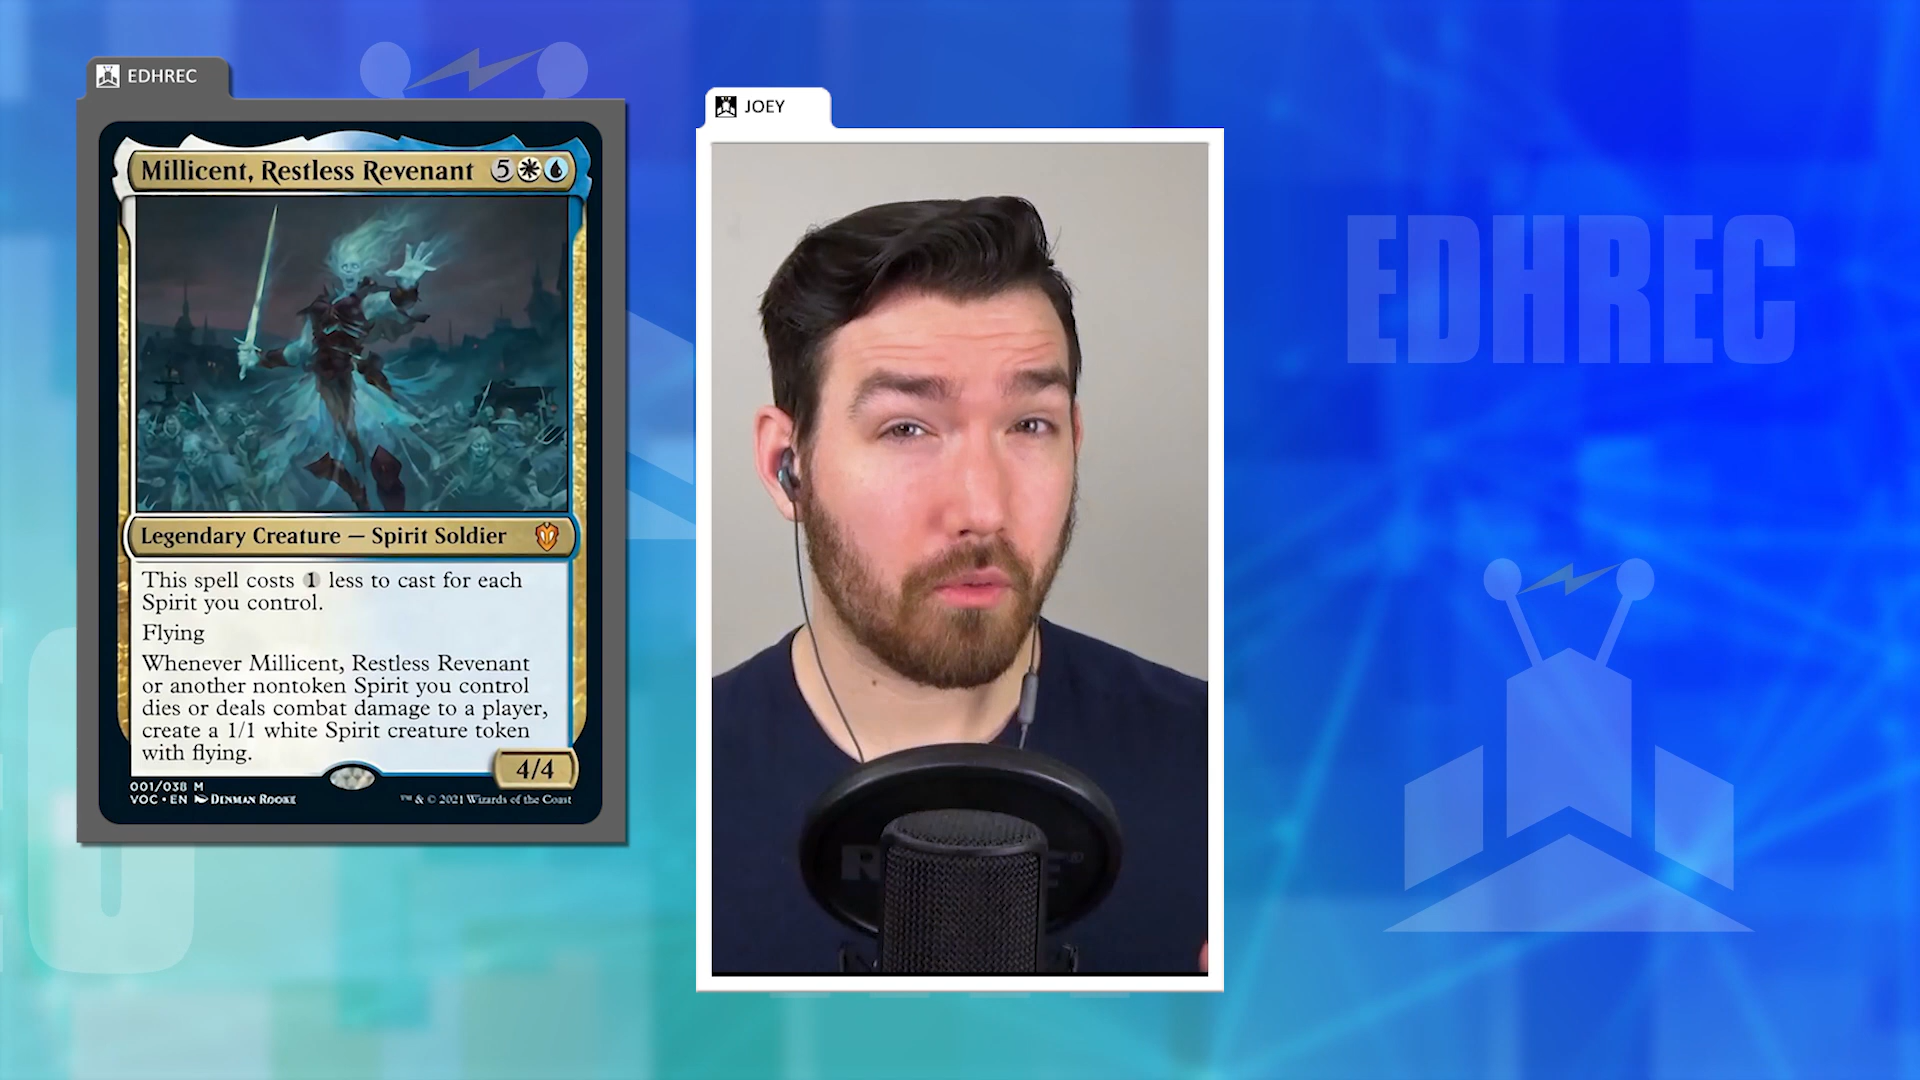 EDHREC
Millicent, Restless Revenant 5
Legendary Creature — Spirit Soldier
This spell costs 1 less to cast for each
Spirit you control.
Flying
Whenever Millicent, Restless Revenant
or another nontoken Spirit you control
dies or deals combat damage to a player,
create a 1/1 white Spirit creature token
with flying.
4/4
001/038 M
VOC • EN DENMAN ROOKE
™ & © 2021 Wizards of the Coast
JOEY
EDHREC